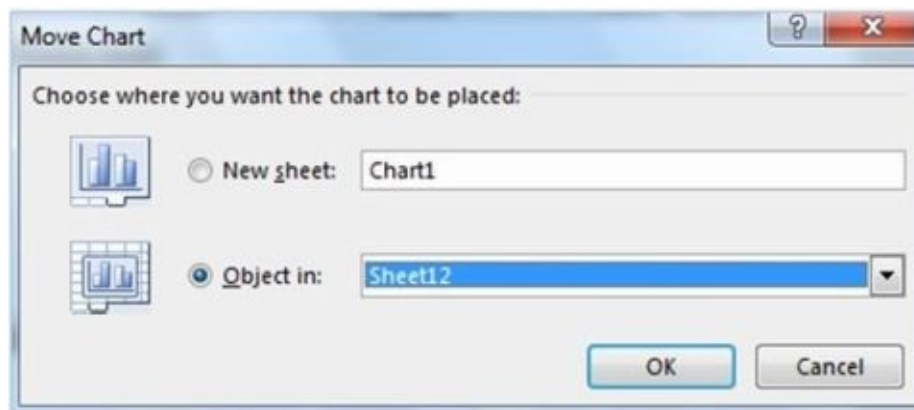 Move Chart
?
Choose where you want the chart to be placed:
New sheet: Chart1
Object in: Sheet12
OK Cancel